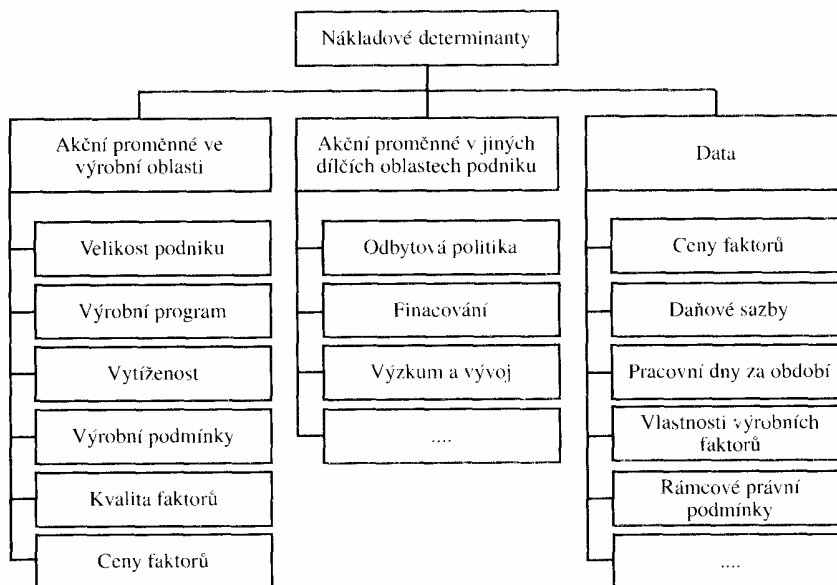 Nákladové determinanty
Akční proměnné ve
výrobní oblasti
Velikost podniku
Výrobní program
Vytíženost
Výrobní podmínky
Kvalita faktorů
Ceny faktorů
Akční proměnné v jiných
dílčích oblastech podniku
Odbytová politika
Finacování
Výzkum a vývoj
....
Data
Ceny faktorů
Daňové sazby
Pracovní dny za období
Vlastnosti výrobních
faktorů
Rámcové právní
podmínky
....